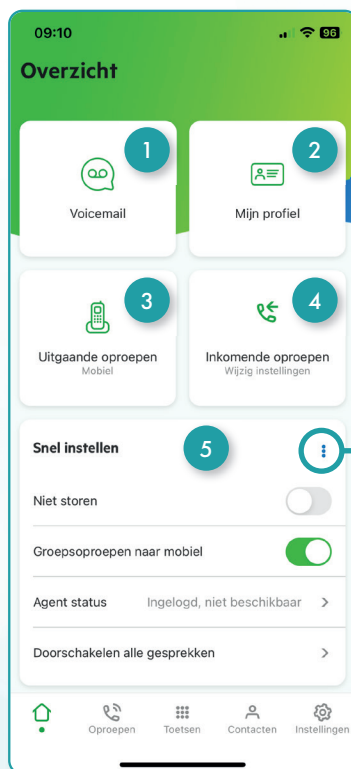 09:10 96
Overzicht
1 2
Voicemail Mijn profiel
3 4
Uitgaande oproepen Inkomende oproepen
Mobiel Wijzig instellingen
Snel instellen 5
Niet storen
Groepsoproepen naar mobiel
Agent status Ingelogd, niet beschikbaar
Doorschakelen alle gesprekken
Oproepen Toetsen Contacten Instellingen